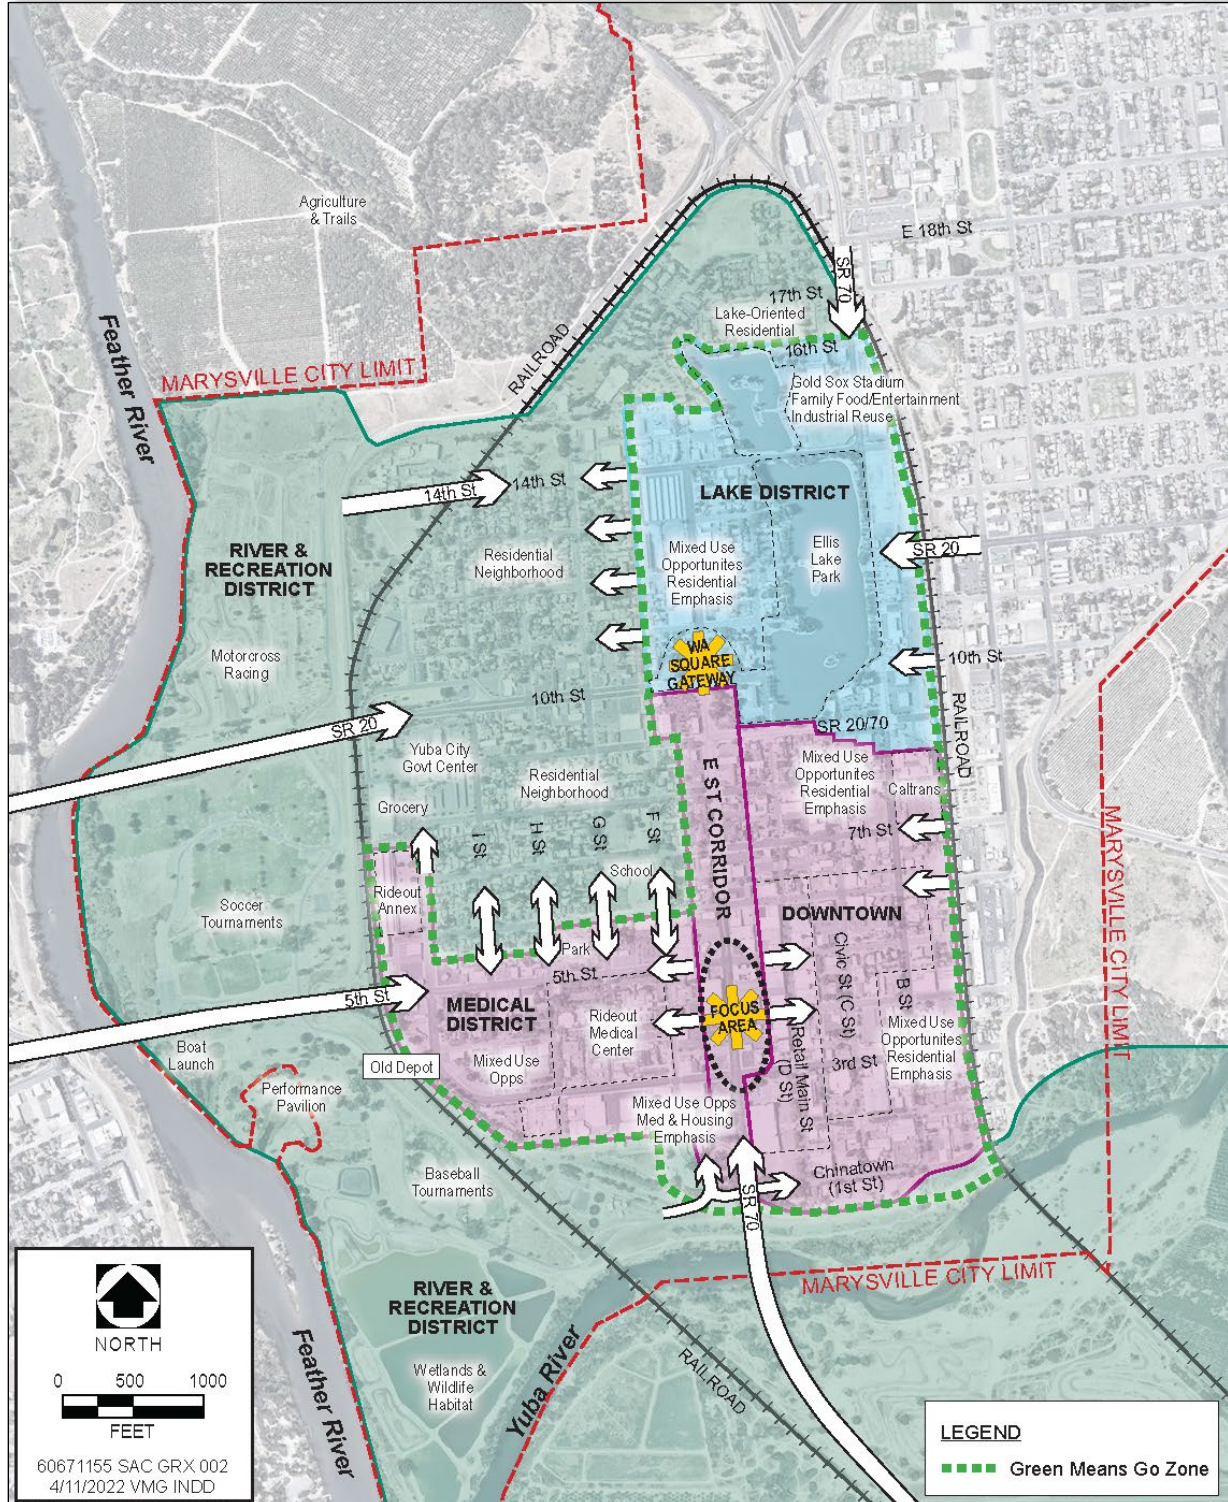 Agriculture
& Trails
E 18th St
SR 70
17th St
Lake-Oriented
Residential
16th St
RAILROAD
Feather River
MARYSVILLE CITY LIMIT
Gold Sox Stadium
Family Food/Entertainment
Industrial Reuse
14th St
14th St
LAKE DISTRICT
RIVER &
RECREATION
DISTRICT
Residential
Neighborhood
Mixed Use
Opportunites
Residential
Emphasis
Ellis
Lake
Park
SR 20
Motorcross
Racing
WA
SQUARE
GATEWAY
10th St
10th St
SR 20
SR 20/70
RAILROAD
Yuba City
Govt Center
Residential
Neighborhood
E ST CORRIDOR
Mixed Use
Opportunites
Residential
Emphasis
Caltrans
Grocery
I St
H St
G St
F St
7th St
MARYSVILLE CITY LIMIT
School
Rideout
Annex
Soccer
Tournaments
DOWNTOWN
Park
5th St
Civic St (C St)
B St
5th St
MEDICAL
DISTRICT
Rideout
Medical
Center
FOCUS
AREA
Retail Main St
(D St)
3rd St
Mixed Use
Opportunites
Residential
Emphasis
Boat
Launch
Old Depot
Mixed Use
Opps
Performance
Pavilion
Mixed Use Opps
Med & Housing
Emphasis
Baseball
Tournaments
Chinatown
(1st St)
SR 70
MARYSVILLE CITY LIMIT
RIVER &
RECREATION
DISTRICT
Wetlands &
Wildlife
Habitat
Feather River
Yuba River
RAILROAD
NORTH
0 500 1000
FEET
60671155 SAC GRX 002
4/11/2022 VMG INDD
LEGEND
Green Means Go Zone